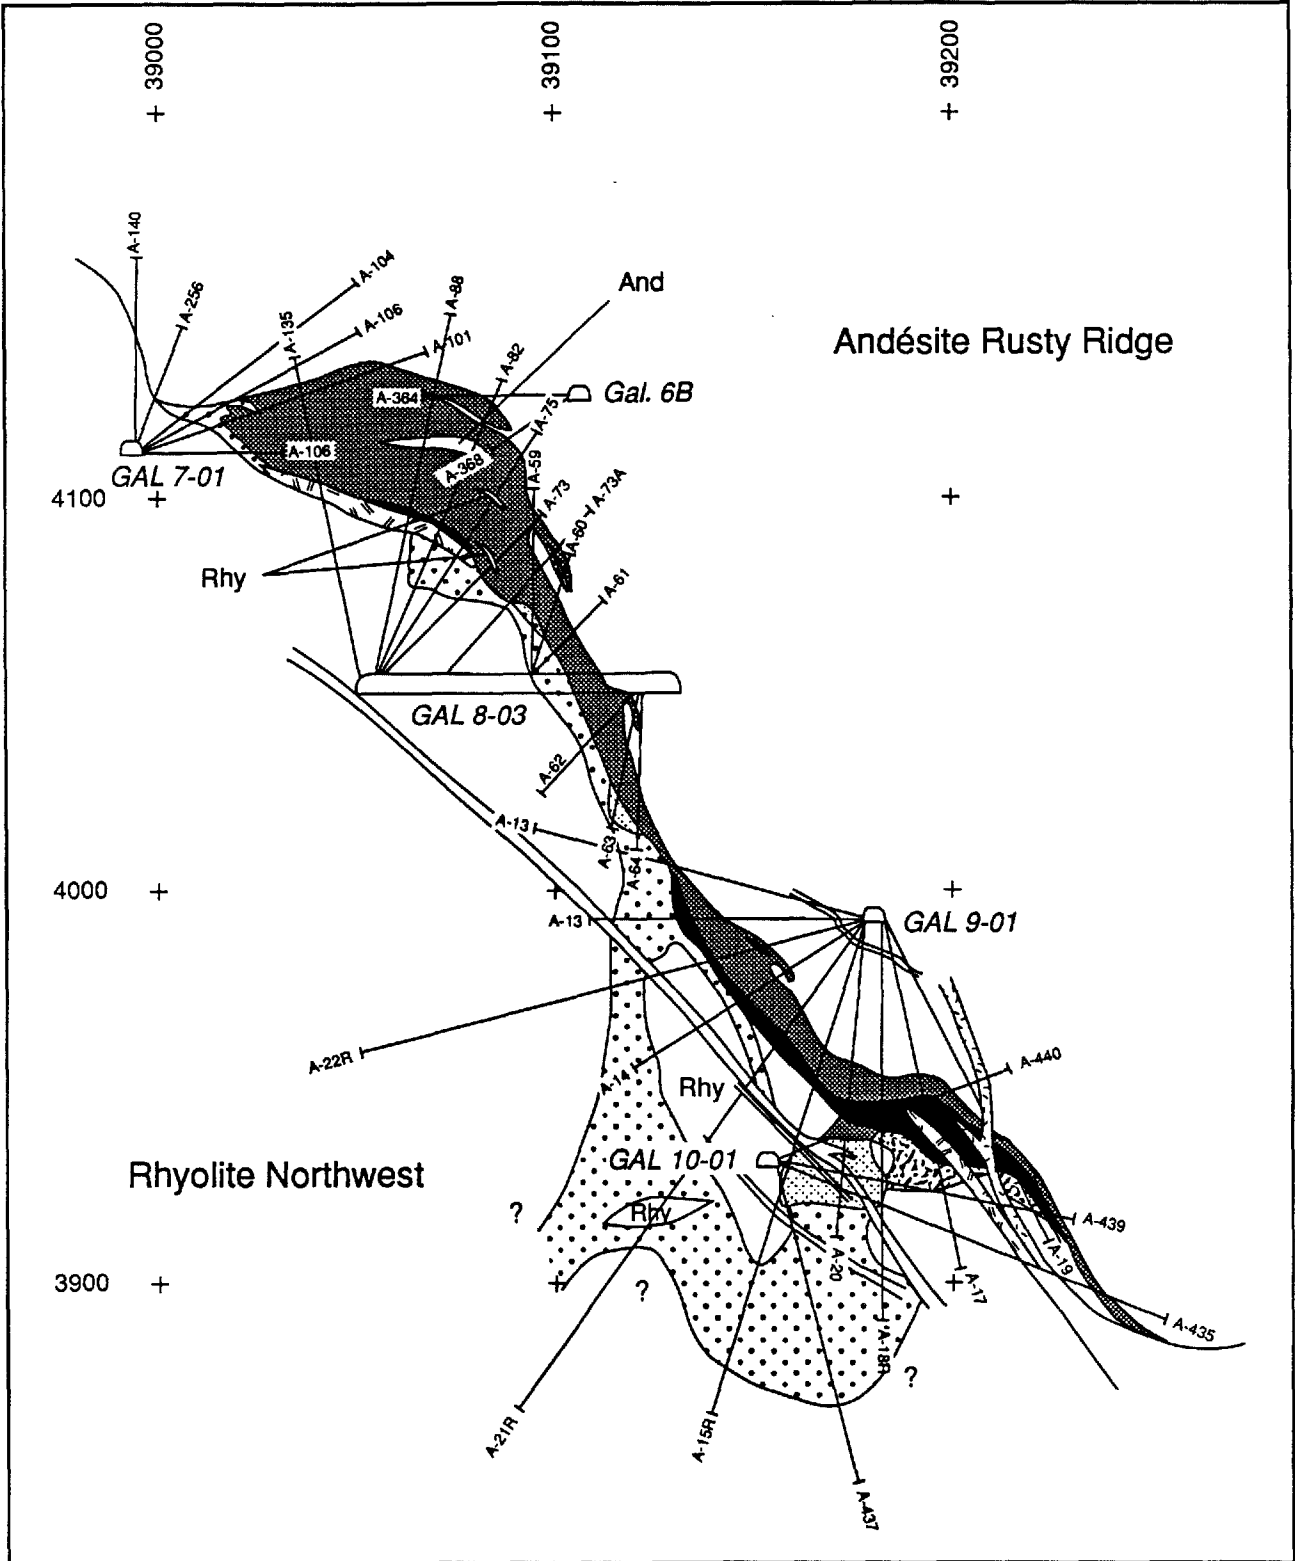 39000
39100
39200
A-140
A-256
A-104
A-106
A-135
A-88
A-101
And
Andésite Rusty Ridge
A-82
A-364
Gal. 6B
A-75
A-106
A-368
A-59
GAL 7-01
A-73
A-73A
4100
A-60
Rhy
A-61
GAL 8-03
A-62
A-13
A-63
A-64
4000
A-13
GAL 9-01
A-22R
A-14
Rhy
A-440
GAL 10-01
Rhyolite Northwest
?
Rhy
A-439
A-19
A-20
3900
?
A-17
A-435
A-18R
?
A-21R
A-15R
A-437